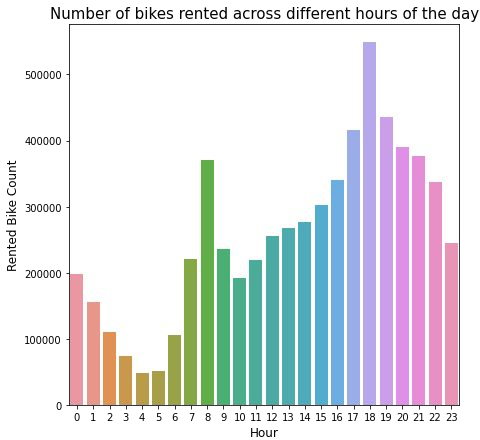 Number of bikes rented across different hours of the day
Rented Bike Count
500000
400000
300000
200000
100000
0
0 1 2 3 4 5 6 7 8 9 10 11 12 13 14 15 16 17 18 19 20 21 22 23
Hour